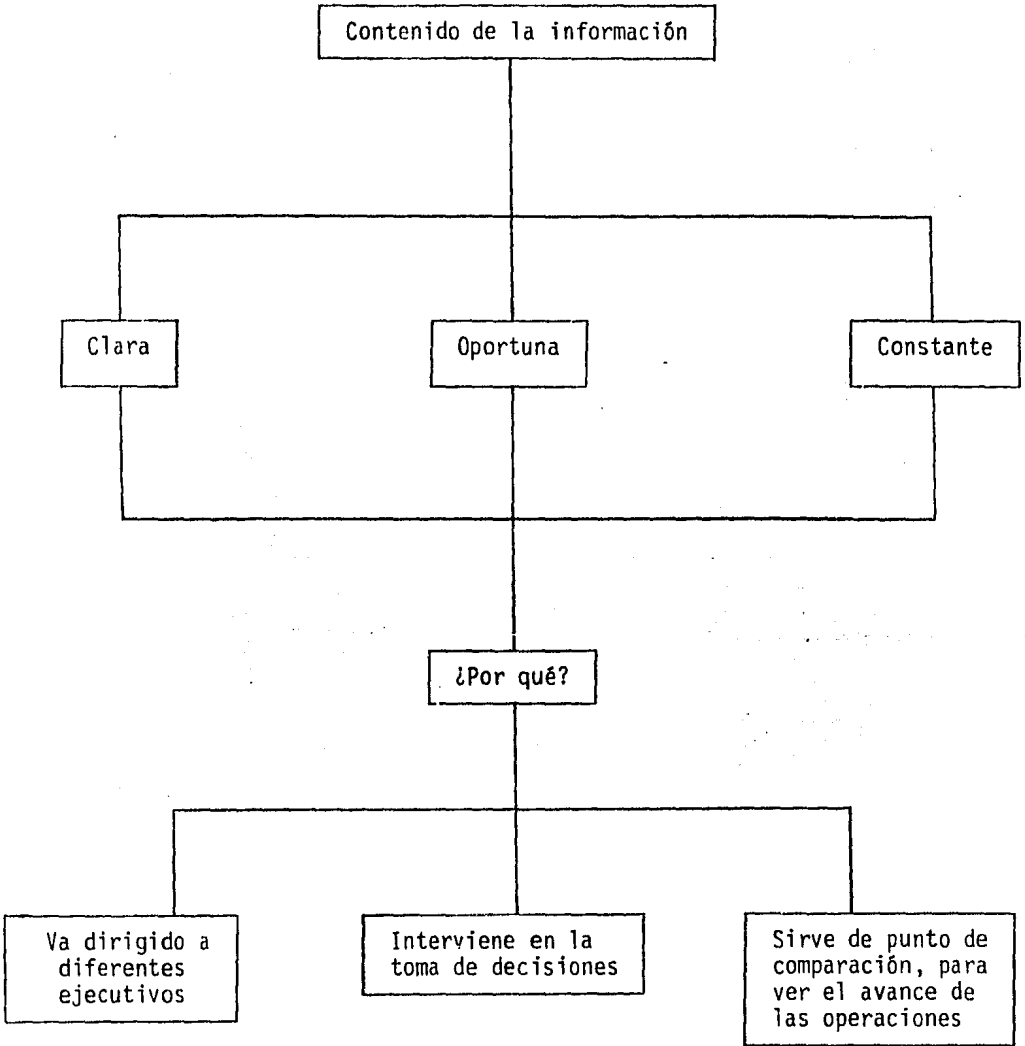 Contenido de la información
Clara
Oportuna
Constante
¿Por qué?
Va dirigido a
diferentes
ejecutivos
Interviene en la
toma de decisiones
Sirve de punto de
comparación, para
ver el avance de
las operaciones